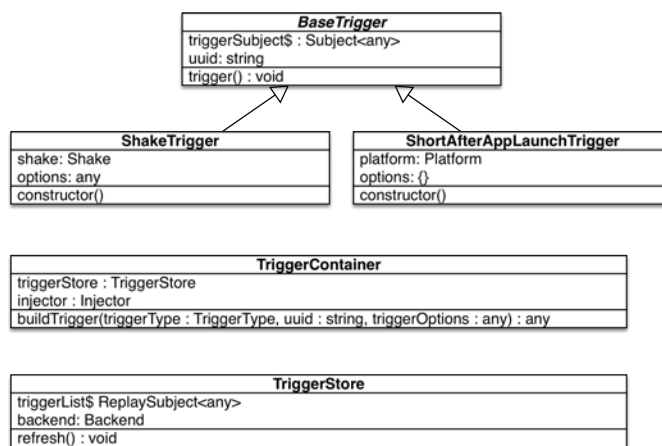 BaseTrigger
triggerSubject$ : Subject<any>
uuid: string
trigger() : void
ShakeTrigger
shake: Shake
options: any
constructor()
ShortAfterAppLaunchTrigger
platform: Platform
options: {}
constructor()
TriggerContainer
triggerStore : TriggerStore
injector : Injector
buildTrigger(triggerType : TriggerType, uuid : string, triggerOptions : any) : any
TriggerStore
triggerList$ ReplaySubject<any>
backend: Backend
refresh() : void